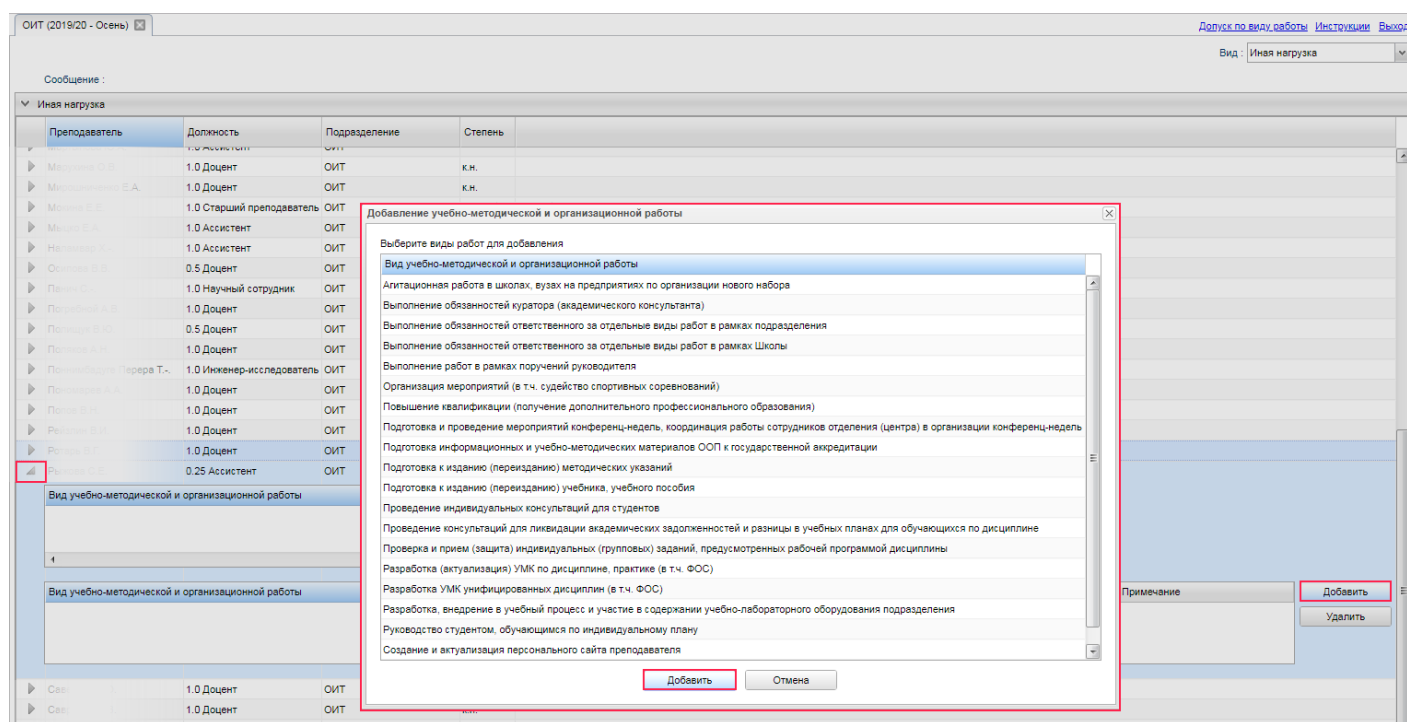 ОИТ (2019/20 - Осень)
Допуск по виду работы Инструкции Выход
Вид : Иная нагрузка
Сообщение :
Иная нагрузка
Преподаватель Должность Подразделение Степень
1.0 Ассистент ОИТ
1.0 Доцент ОИТ к.н.
Е.А. 1.0 Доцент ОИТ к.н.
1.0 Старший преподаватель ОИТ
1.0 Ассистент ОИТ
1.0 Ассистент ОИТ
0.5 Доцент ОИТ
1.0 Научный сотрудник ОИТ
1.0 Доцент ОИТ
0.5 Доцент ОИТ
1.0 Доцент ОИТ
Перера Т.-. 1.0 Инженер-исследователь ОИТ
1.0 Доцент ОИТ
1.0 Доцент ОИТ
1.0 Доцент ОИТ
1.0 Доцент ОИТ
0.25 Ассистент ОИТ
Вид учебно-методической и организационной работы
Вид учебно-методической и организационной работы Примечание
Добавить
Удалить
1.0 Доцент ОИТ
1.0 Доцент ОИТ к.н.
Добавление учебно-методической и организационной работы
Выберите виды работ для добавления
Вид учебно-методической и организационной работы
Агитационная работа в школах, вузах на предприятиях по организации нового набора
Выполнение обязанностей куратора (академического консультанта)
Выполнение обязанностей ответственного за отдельные виды работ в рамках подразделения
Выполнение обязанностей ответственного за отдельные виды работ в рамках Школы
Выполнение работ в рамках поручений руководителя
Организация мероприятий (в т.ч. судейство спортивных соревнований)
Повышение квалификации (получение дополнительного профессионального образования)
Подготовка и проведение мероприятий конференц-недель, координация работы сотрудников отделения (центра) в организации конференц-недель
Подготовка информационных и учебно-методических материалов ООП к государственной аккредитации
Подготовка к изданию (переизданию) методических указаний
Подготовка к изданию (переизданию) учебника, учебного пособия
Проведение индивидуальных консультаций для студентов
Проведение консультаций для ликвидации академических задолженностей и разницы в учебных планах для обучающихся по дисциплине
Проверка и прием (защита) индивидуальных (групповых) заданий, предусмотренных рабочей программой дисциплины
Разработка (актуализация) УМК по дисциплине, практике (в т.ч. ФОС)
Разработка УМК унифицированных дисциплин (в т.ч. ФОС)
Разработка, внедрение в учебный процесс и участие в содержании учебно-лабораторного оборудования подразделения
Руководство студентом, обучающимся по индивидуальному плану
Создание и актуализация персонального сайта преподавателя
Добавить Отмена